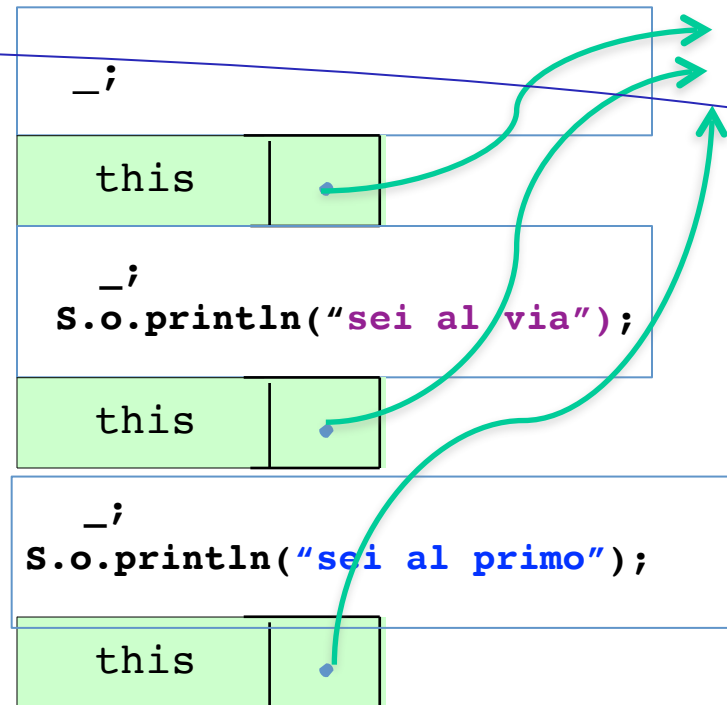 _;
this
_;
S.o.println(“sei al via”);
this
_;
S.o.println(“sei al primo”);
this